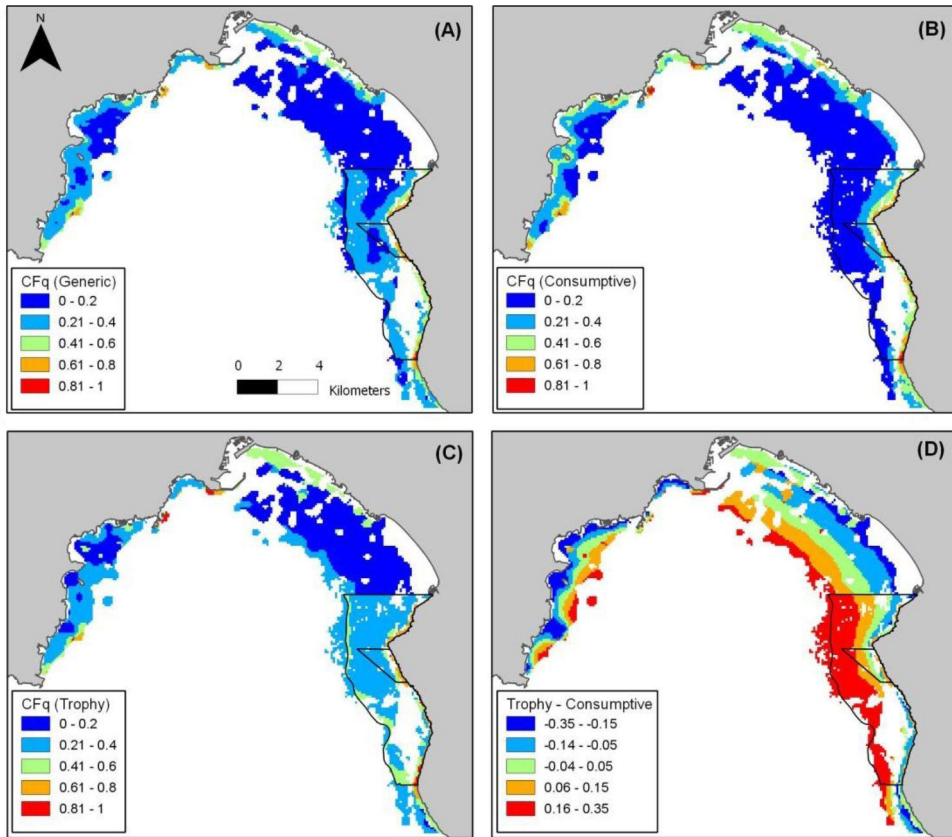 N
(A)
CFq (Generic)
0 - 0.2
0.21 - 0.4
0.41 - 0.6
0.61 - 0.8
0.81 - 1
0 2 4
Kilometers
(B)
CFq (Consumptive)
0 - 0.2
0.21 - 0.4
0.41 - 0.6
0.61 - 0.8
0.81 - 1
(C)
CFq (Trophy)
0 - 0.2
0.21 - 0.4
0.41 - 0.6
0.61 - 0.8
0.81 - 1
(D)
Trophy - Consumptive
-0.35 - -0.15
-0.14 - -0.05
-0.04 - 0.05
0.06 - 0.15
0.16 - 0.35